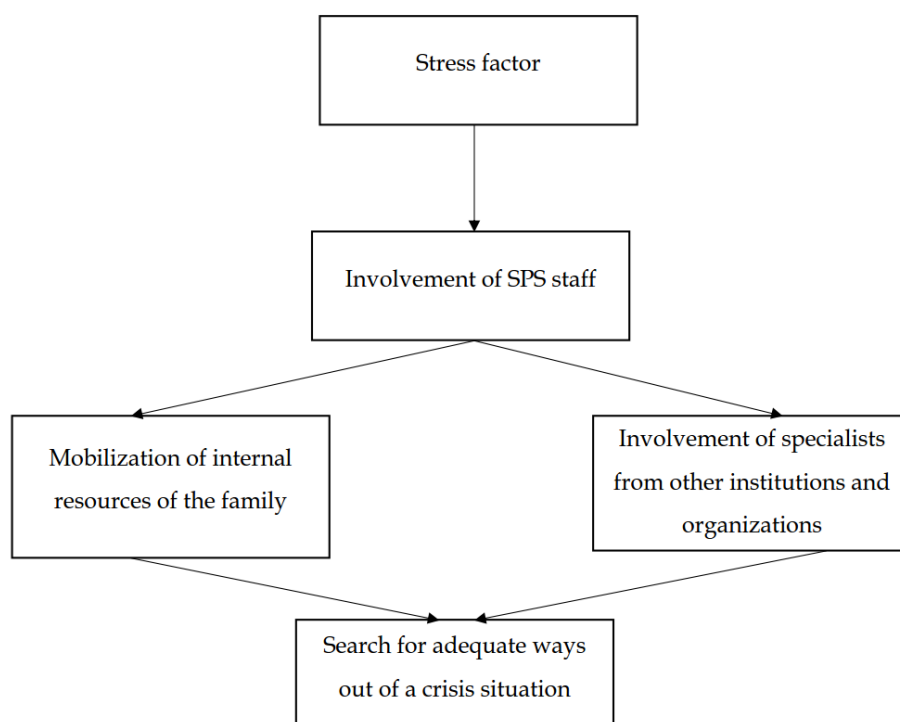 Stress factor
Involvement of SPS staff
Mobilization of internal
resources of the family
Involvement of specialists
from other institutions and
organizations
Search for adequate ways
out of a crisis situation